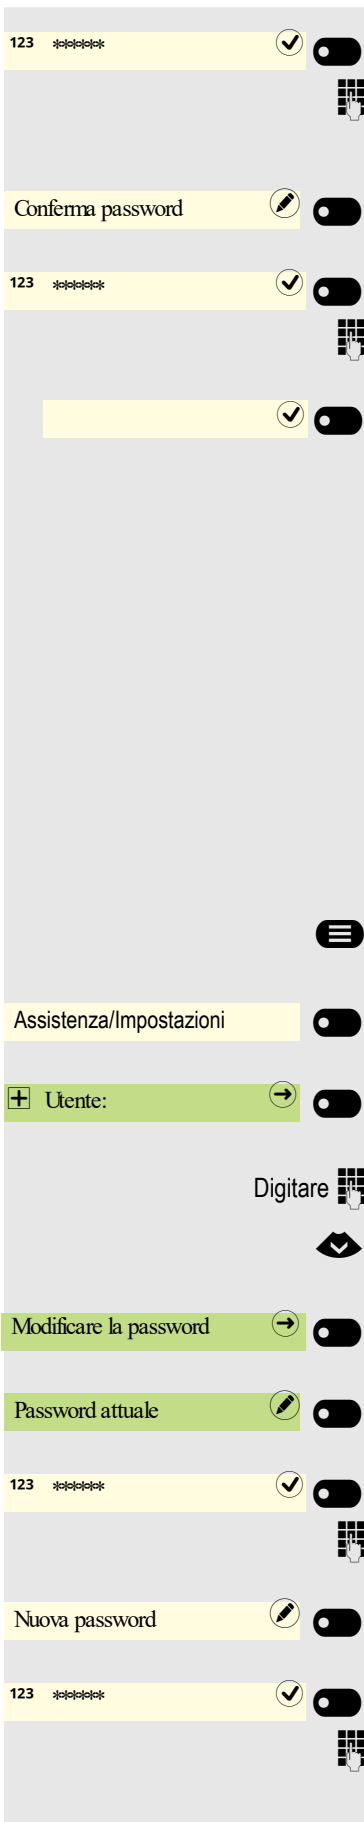 123 ******
Conferma password
123 ******
Assistenza/Impostazioni
Utente:
Digitare
Modificare la password
Password attuale
123 ******
Nuova password
123 ******